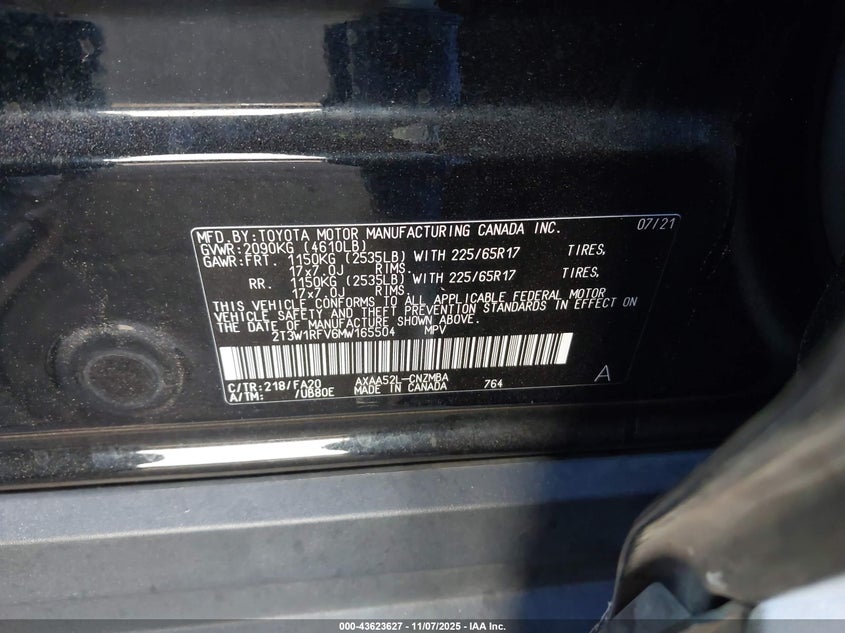 MFD.BY:TOYOTA MOTOR MANUFACTURING CANADA INC. 07/21
GVWR:2090KG (4610LB)
GAWR:FRT. 1150KG (2535LB) WITH 225/65R17 TIRES,
17x7.0J RIMS.
RR. 1150KG (2535LB) WITH 225/65R17 TIRES,
17x7.0J RIMS.
THIS VEHICLE CONFORMS TO ALL APPLICABLE FEDERAL MOTOR
VEHICLE SAFETY AND THEFT PREVENTION STANDARDS IN EFFECT ON
THE DATE OF MANUFACTURE SHOWN ABOVE.
2T3W1RFV6MW165504 MPV
C/TR:218/FA20 AXAA52L-CNZMBA 764 A
A/TM: /UB80E MADE IN CANADA
000-43623627 - 11/07/2025 - IAA Inc.